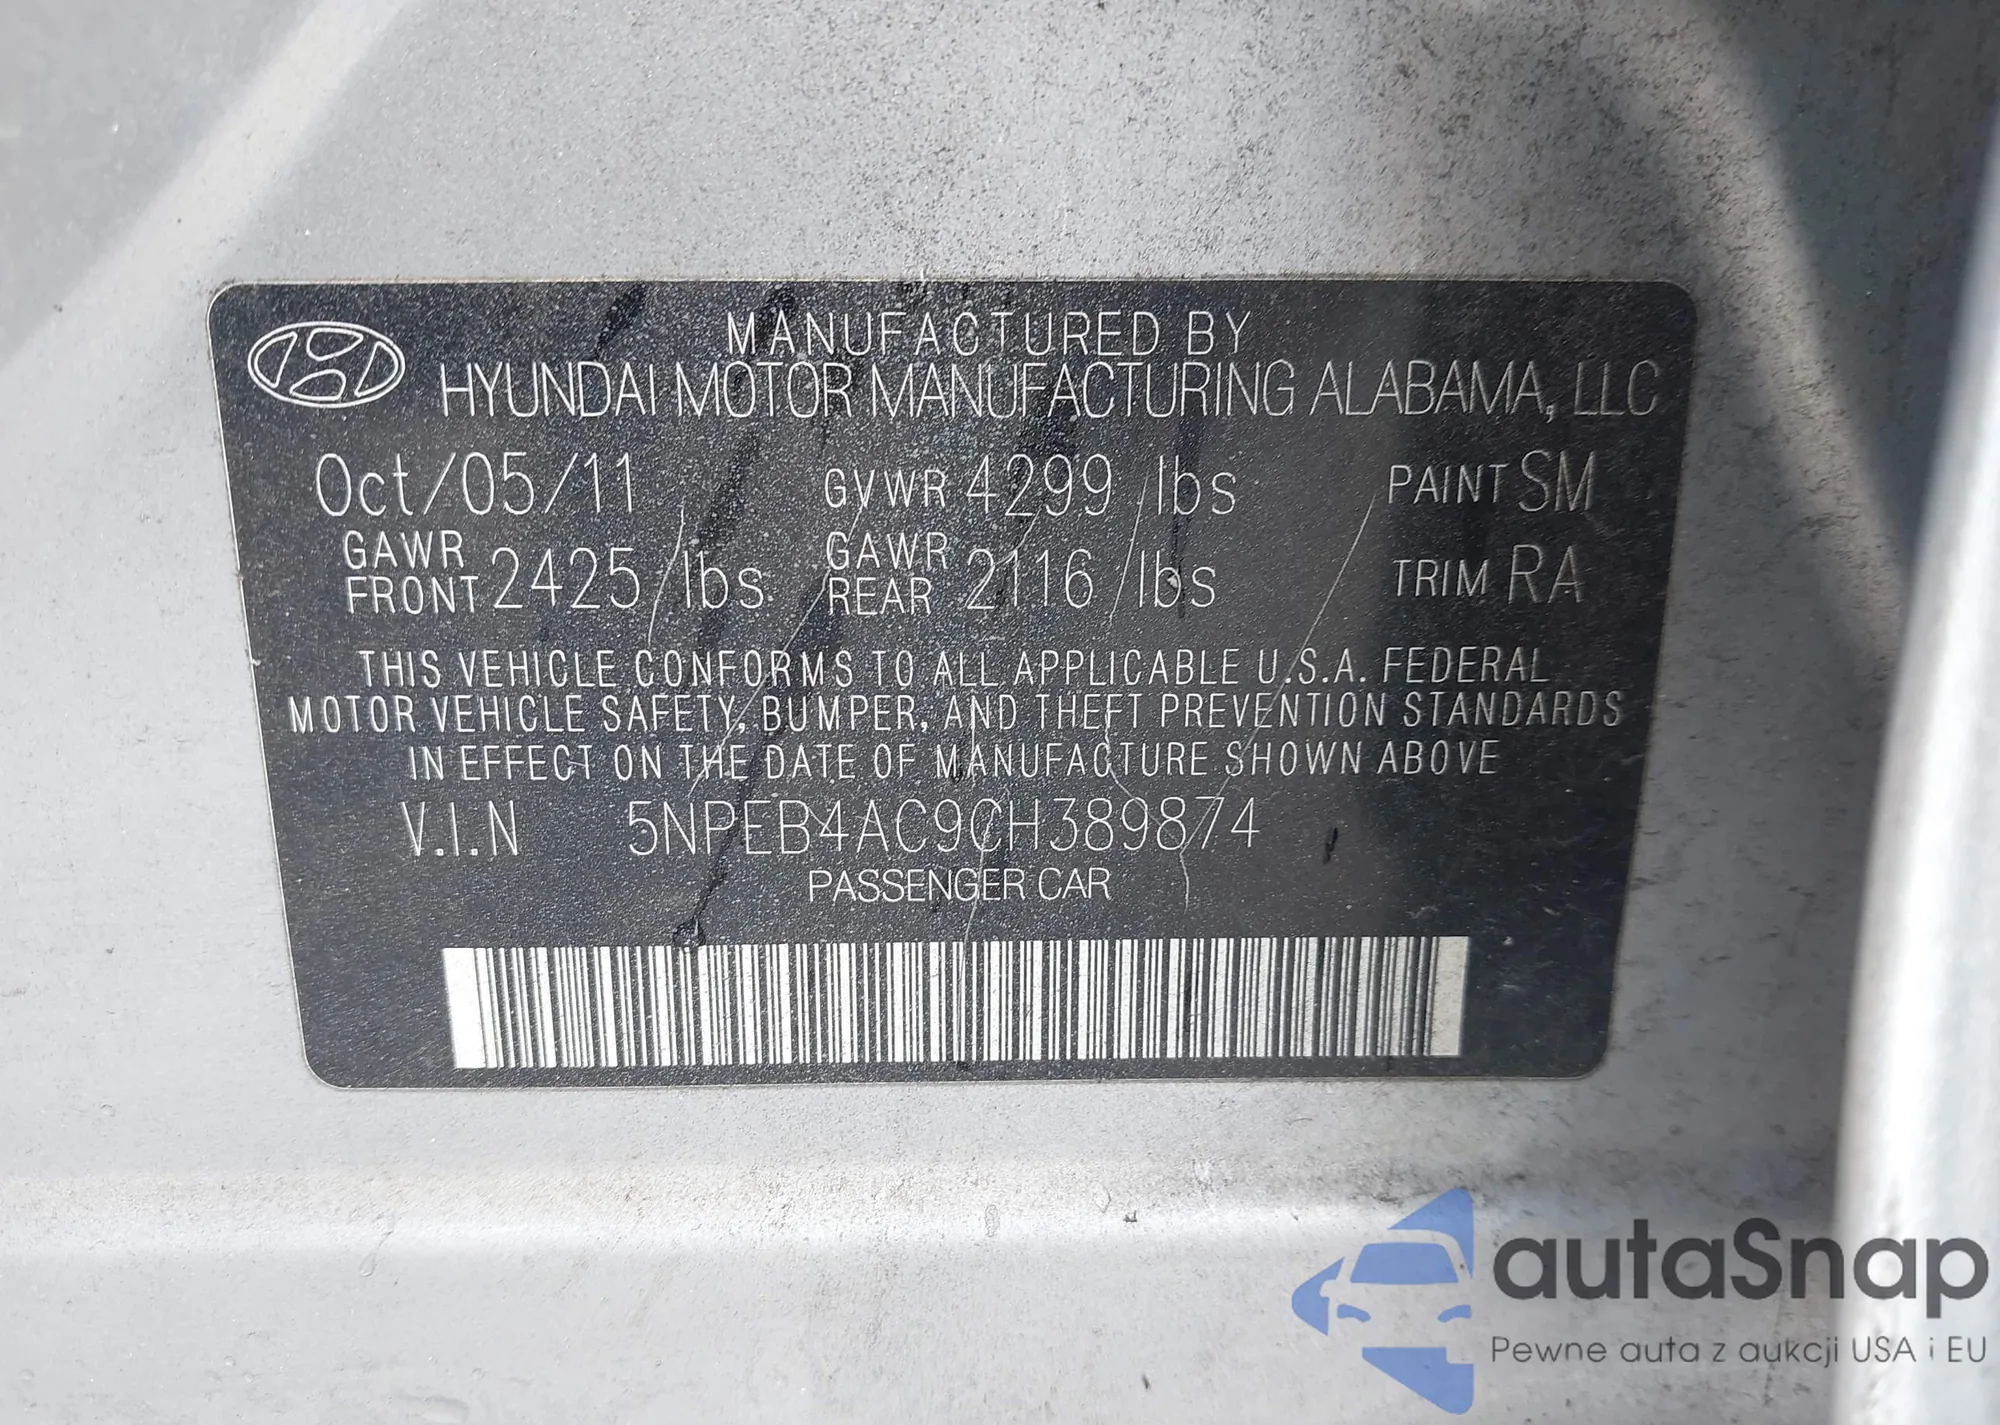 MANUFACTURED BY
HYUNDAI MOTOR MANUFACTURING ALABAMA, LLC
Oct/05/11 GVWR 4299 lbs PAINT SM
GAWR FRONT 2425 lbs GAWR REAR 2116 lbs TRIM RA
THIS VEHICLE CONFORMS TO ALL APPLICABLE U.S.A. FEDERAL
MOTOR VEHICLE SAFETY, BUMPER, AND THEFT PREVENTION STANDARDS
IN EFFECT ON THE DATE OF MANUFACTURE SHOWN ABOVE
V.I.N 5NPEB4AC9CH389874
PASSENGER CAR
autaSnap
Pewne auta z aukcji USA i EU